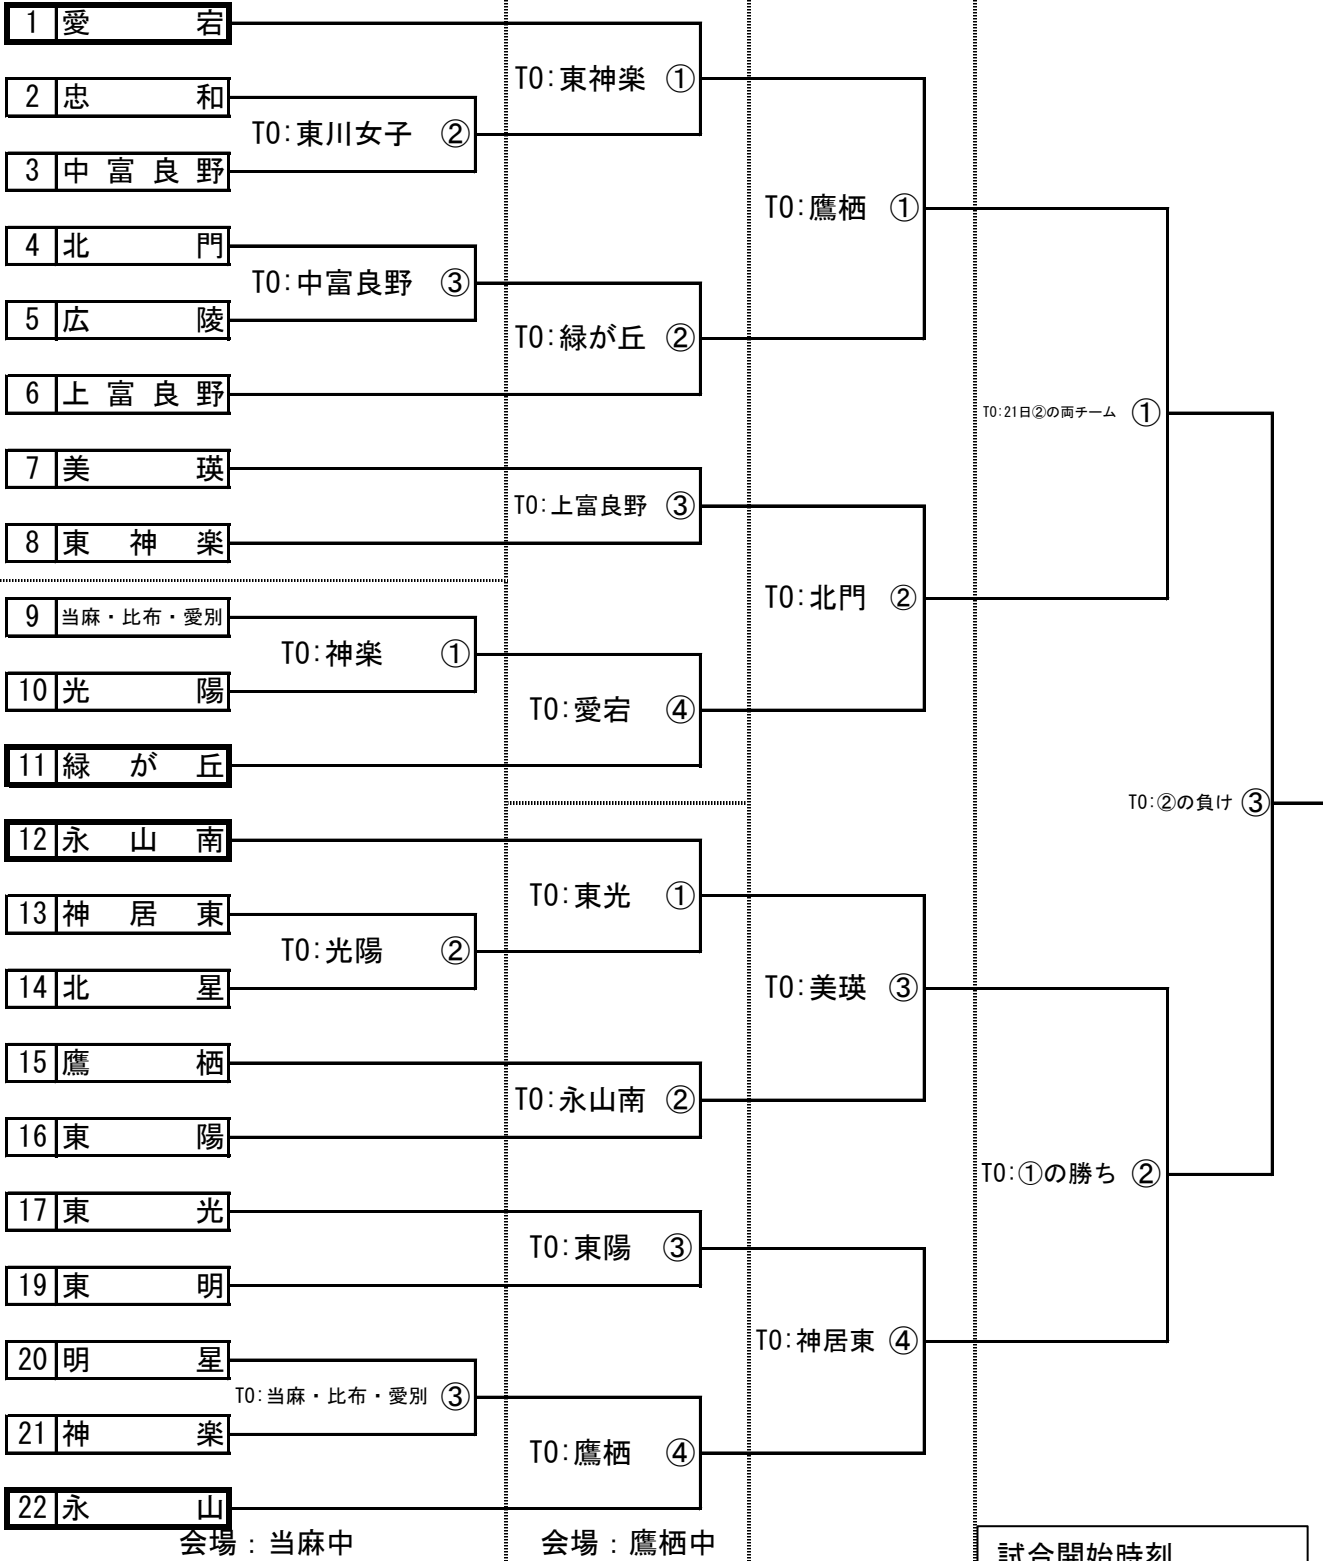 1 愛宕
TO:東神楽 ①
2 忠和
TO:東川女子 ②
3 中富良野
TO:鷹栖 ①
4 北門
TO:中富良野 ③
5 広陵
TO:緑が丘 ②
6 上富良野
TO:21日②の両チーム ①
7 美瑛
TO:上富良野 ③
8 東神楽
TO:北門 ②
9 当麻・比布・愛別
TO:神楽 ①
10 光陽
TO:愛宕 ④
11 緑が丘
TO:②の負け ③
12 永山南
TO:東光 ①
13 神居東
TO:光陽 ②
14 北星
TO:美瑛 ③
15 鷹栖
TO:永山南 ②
16 東陽
TO:①の勝ち ②
17 東光
TO:東陽 ③
19 東明
TO:神居東 ④
20 明星
TO:当麻・比布・愛別 ③
21 神楽
TO:鷹栖 ④
22 永山
会場：当麻中
会場：鷹栖中
試合開始時刻